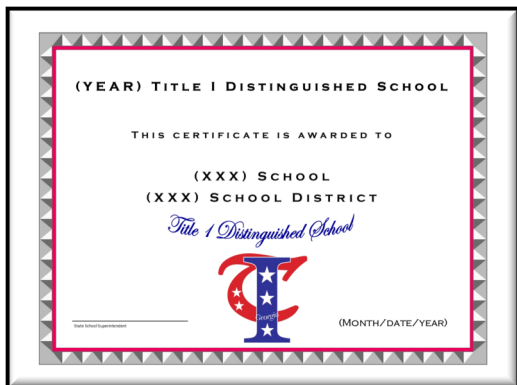 (YEAR) TITLE I DISTINGUISHED SCHOOL
THIS CERTIFICATE IS AWARDED TO
(XXX) SCHOOL
(XXX) SCHOOL DISTRICT
Title 1 Distinguished School
TI
Georgia
State School Superintendent
(MONTH/DATE/YEAR)